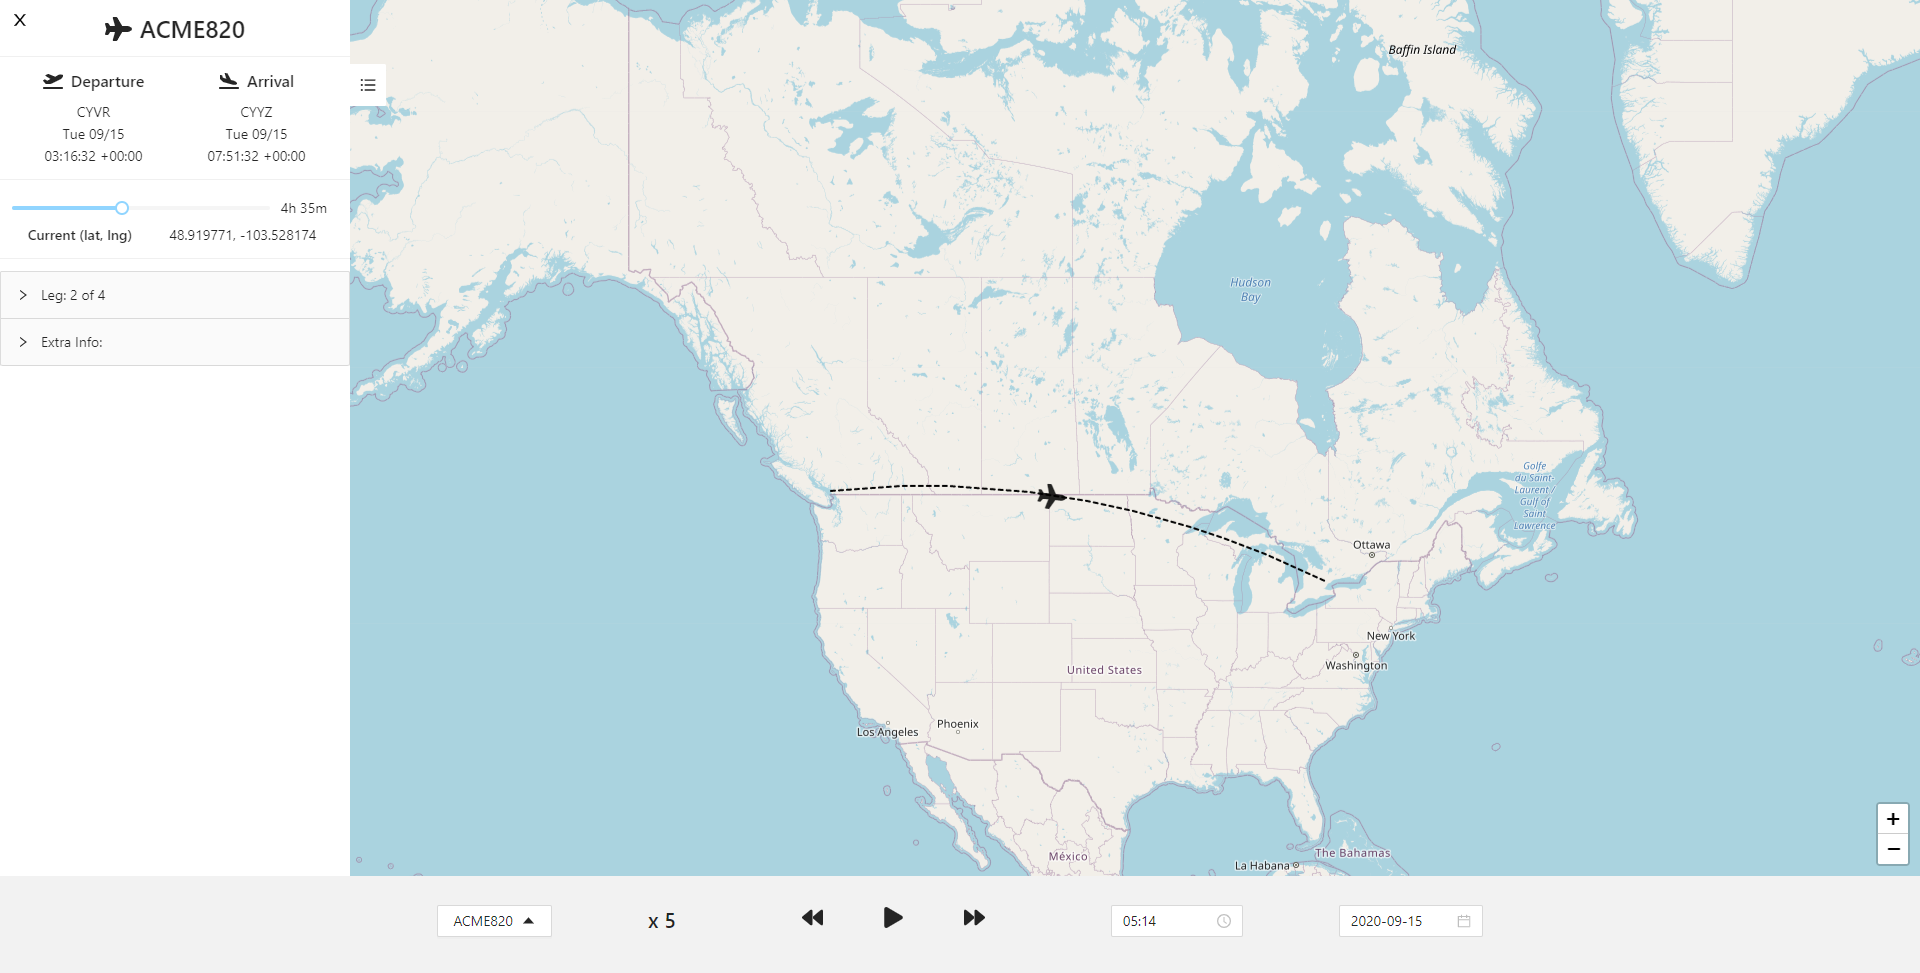 X
ACME820
Departure
Arrival
CYVR
CYYZ
Tue 09/15
Tue 09/15
03:16:32 +00:00
07:51:32 +00:00
4h 35m
Current (lat, lng)
48.919771, -103.528174
Leg: 2 of 4
Extra Info:
Baffin Island
Hudson
Bay
Golfe
du Saint-
Laurent /
Gulf of
Saint
Lawrence
Ottawa
New York
Washington
United States
Phoenix
Los Angeles
México
La Habana
The Bahamas
+
−
ACME820
x 5
05:14
2020-09-15